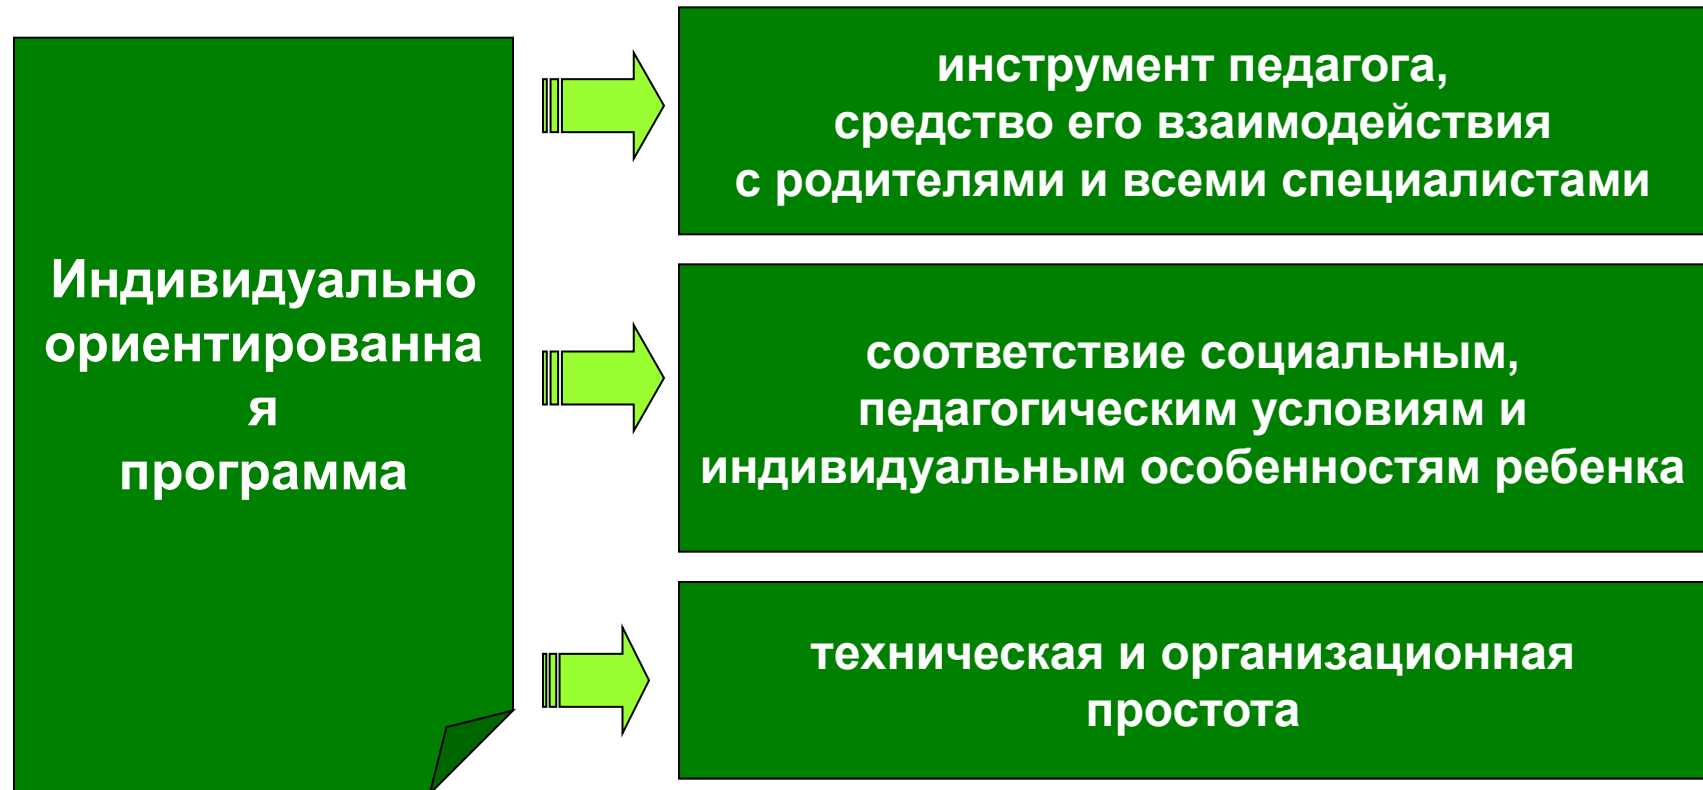 Индивидуально
ориентированна
я
программа
инструмент педагога,
средство его взаимодействия
с родителями и всеми специалистами
соответствие социальным,
педагогическим условиям и
индивидуальным особенностям ребенка
техническая и организационная
простота